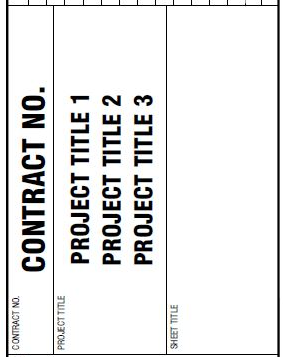 CONTRACT NO.
CONTRACT NO.
PROJECT TITLE
PROJECT TITLE 1
PROJECT TITLE 2
PROJECT TITLE 3
SHEET TITLE